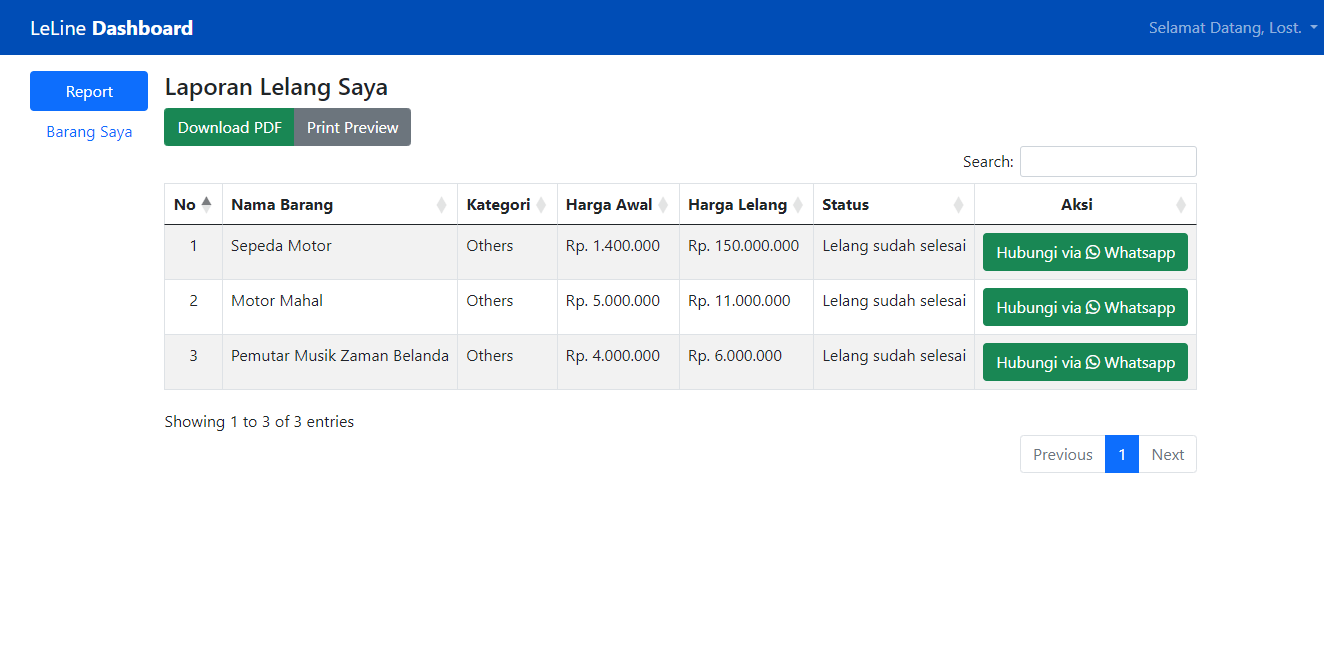 LeLine Dashboard
Selamat Datang, Lost.
Report
Barang Saya
Laporan Lelang Saya
Download PDF Print Preview
Search:
No Nama Barang Kategori Harga Awal Harga Lelang Status Aksi
1 Sepeda Motor Others Rp. 1.400.000 Rp. 150.000.000 Lelang sudah selesai Hubungi via Whatsapp
2 Motor Mahal Others Rp. 5.000.000 Rp. 11.000.000 Lelang sudah selesai Hubungi via Whatsapp
3 Pemutar Musik Zaman Belanda Others Rp. 4.000.000 Rp. 6.000.000 Lelang sudah selesai Hubungi via Whatsapp
Showing 1 to 3 of 3 entries
Previous 1 Next